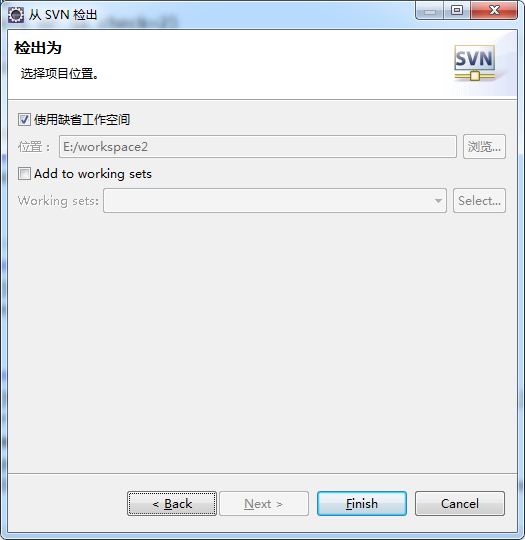 从 SVN 检出
检出为
选择项目位置。
SVN
使用缺省工作空间
位置： E:/workspace2 浏览...
Add to working sets
Working sets: Select...
< Back Next > Finish Cancel